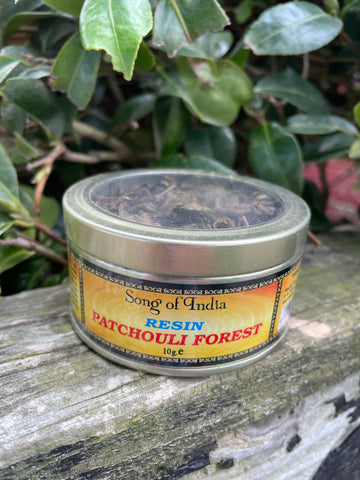 Song of India
RESIN
PATCHOULI FOREST
10g.e